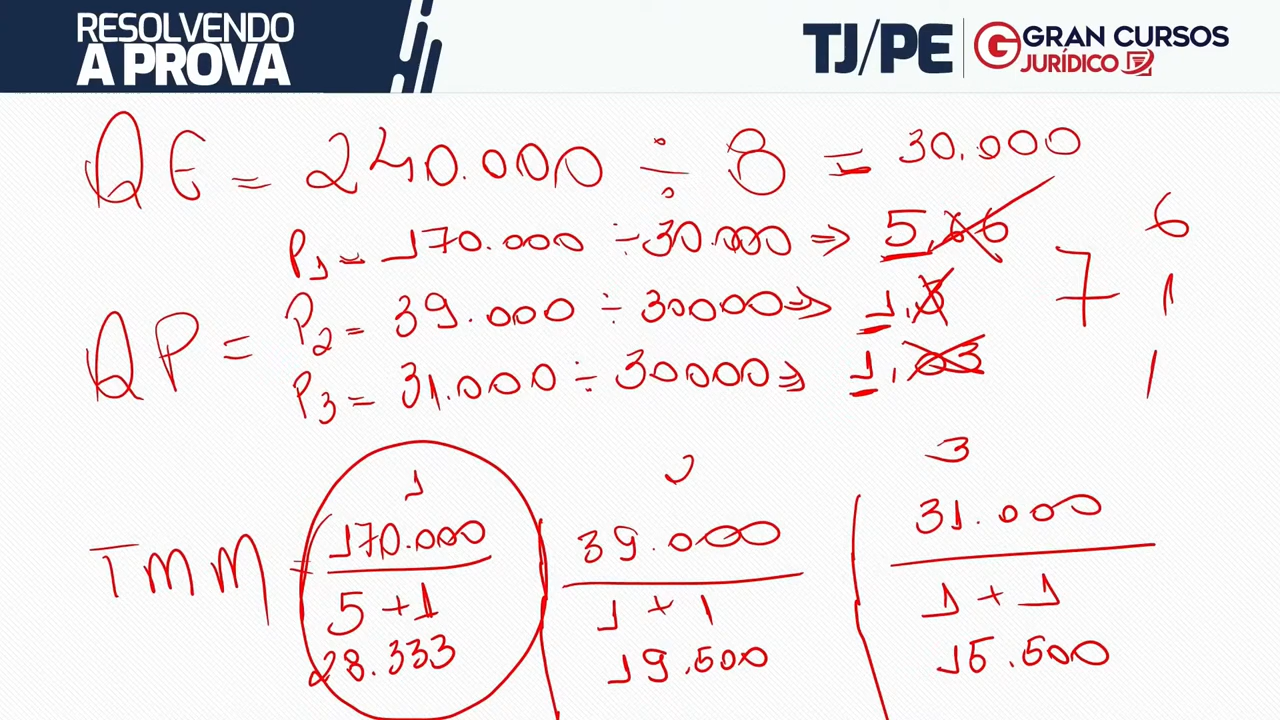 RESOLVENDO
A PROVA
TJ/PE
GRAN CURSOS
JURÍDICO
QE = 240.000 ÷ 8 = 30.000
P1 = 170.000 ÷ 30.000 ⇒ 5,66 6
7
QP = P2 = 39.000 ÷ 30000 ⇒ 1,3 1
P3 = 31.000 ÷ 30000 ⇒ 1,03 1
1 2 3
TMM = 170.000 39.000 31.000
5 + 1 1 + 1 1 + 1
28.333 19.500 15.500